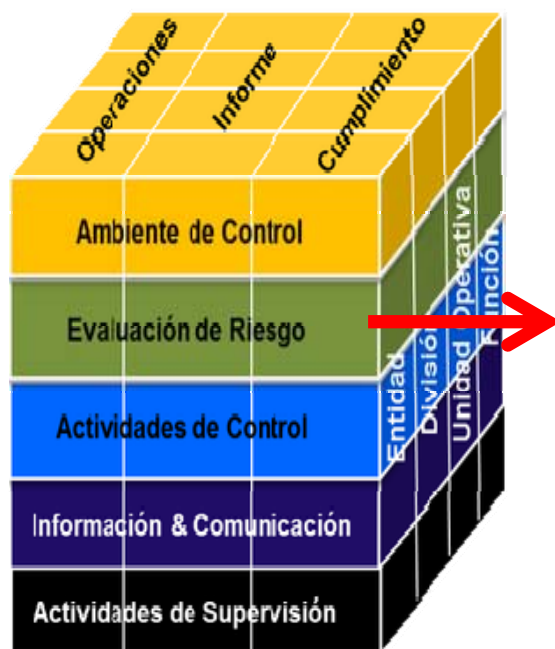 Operaciones
Informe
Cumplimiento
Ambiente de Control
Evaluación de Riesgo
Actividades de Control
Información & Comunicación
Actividades de Supervisión
Entidad
División
Unidad Operativa
Función